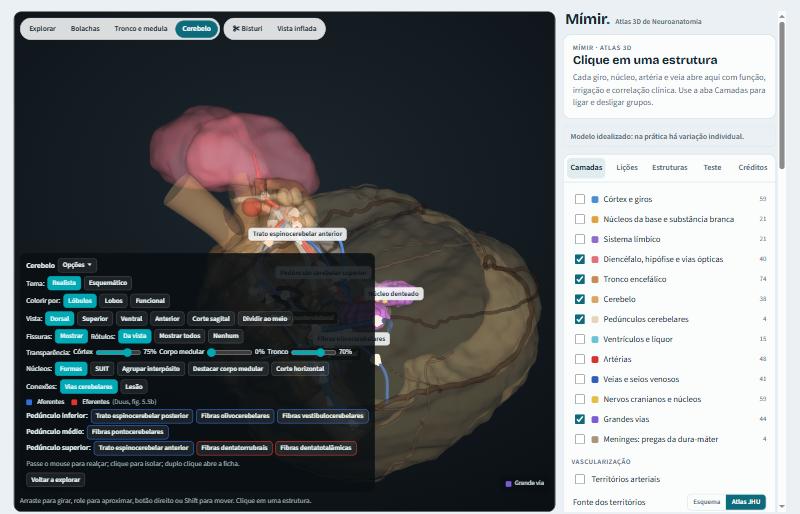 Explorar Bolachas Tronco e medula Cerebelo Bisturi Vista inflada
Trato espinocerebelar anterior
Pedúnculo cerebelar superior
Núcleo denteado
Fibras olivocerebelares
Cerebelo Opções
Tema: Realista Esquemático
Colorir por: Lóbulos Lobos Funcional
Vista: Dorsal Superior Ventral Anterior Corte sagital Dividir ao meio
Fissuras: Mostrar Rótulos: Da vista Mostrar todos Nenhum
Transparência: Córtex 75% Corpo medular 0% Tronco 70%
Núcleos: Formas SUIT Agrupar interpósito Destacar corpo medular Corte horizontal
Conexões: Vias cerebelares Lesão
Aferentes Eferentes (Duus, fig. 5.5b)
Pedúnculo inferior: Trato espinocerebelar posterior Fibras olivocerebelares Fibras vestibulocerebelares
Pedúnculo médio: Fibras pontocerebelares
Pedúnculo superior: Trato espinocerebelar anterior Fibras dentatorrubrais Fibras dentatotalâmicas
Passe o mouse para realçar; clique para isolar; duplo clique abre a ficha.
Voltar a explorar
Grande via
Arraste para girar, role para aproximar, botão direito ou Shift para mover. Clique em uma estrutura.
Mímir. Atlas 3D de Neuroanatomia
MÍMIR · ATLAS 3D
Clique em uma estrutura
Cada giro, núcleo, artéria e veia abre aqui com função,
irrigação e correlação clínica. Use a aba Camadas para
ligar e desligar grupos.
Modelo idealizado: na prática há variação individual.
Camadas Lições Estruturas Teste Créditos
Córtex e giros 59
Núcleos da base e substância branca 21
Sistema límbico 21
Diencéfalo, hipófise e vias ópticas 40
Tronco encefálico 74
Cerebelo 38
Pedúnculos cerebelares 4
Ventrículos e líquor 15
Artérias 48
Veias e seios venosos 41
Nervos cranianos e núcleos 59
Grandes vias 44
Meninges: pregas da dura-máter 4
VASCULARIZAÇÃO
Territórios arteriais
Fonte dos territórios Esquema Atlas JHU